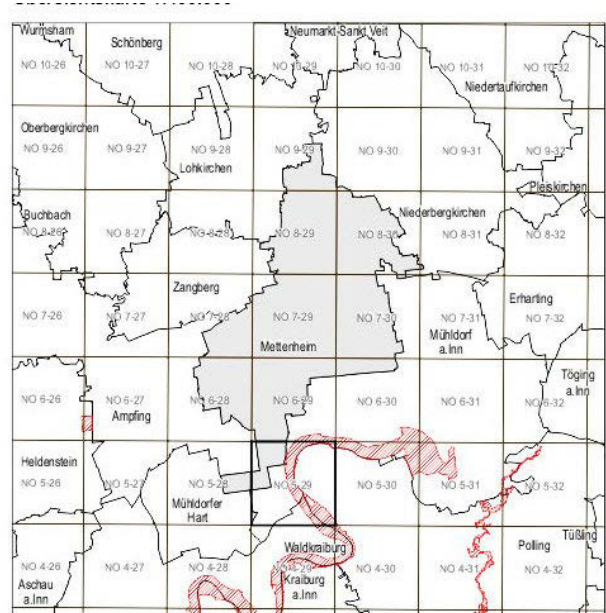 Wurmsham
Schönberg
Neumarkt-Sankt Veit
NO 10-26
NO 10-27
NO 10-28
NO 10-29
NO 10-30
NO 10-31
NO 10-32
Niedertaufkirchen
Oberbergkirchen
NO 9-26
NO 9-27
NO 9-28
NO 9-29
NO 9-30
NO 9-31
NO 9-32
Lohkirchen
Pleiskirchen
Buchbach
Niederbergkirchen
NO 8-26
NO 8-27
NO 8-28
NO 8-29
NO 8-30
NO 8-31
NO 8-32
Zangberg
Erharting
NO 7-26
NO 7-27
NO 7-28
NO 7-29
NO 7-30
NO 7-31
NO 7-32
Mühldorf
a.Inn
Mettenheim
Töging
a.Inn
NO 6-26
NO 6-27
NO 6-28
NO 6-29
NO 6-30
NO 6-31
NO 6-32
Ampfing
Heldenstein
NO 5-26
NO 5-27
NO 5-28
NO 5-29
NO 5-30
NO 5-31
NO 5-32
Mühldorfer
Hart
Waldkraiburg
Polling
Tüßling
NO 4-26
NO 4-27
NO 4-28
NO 4-29
NO 4-30
NO 4-31
NO 4-32
Aschau
a.Inn
Kraiburg
a.Inn